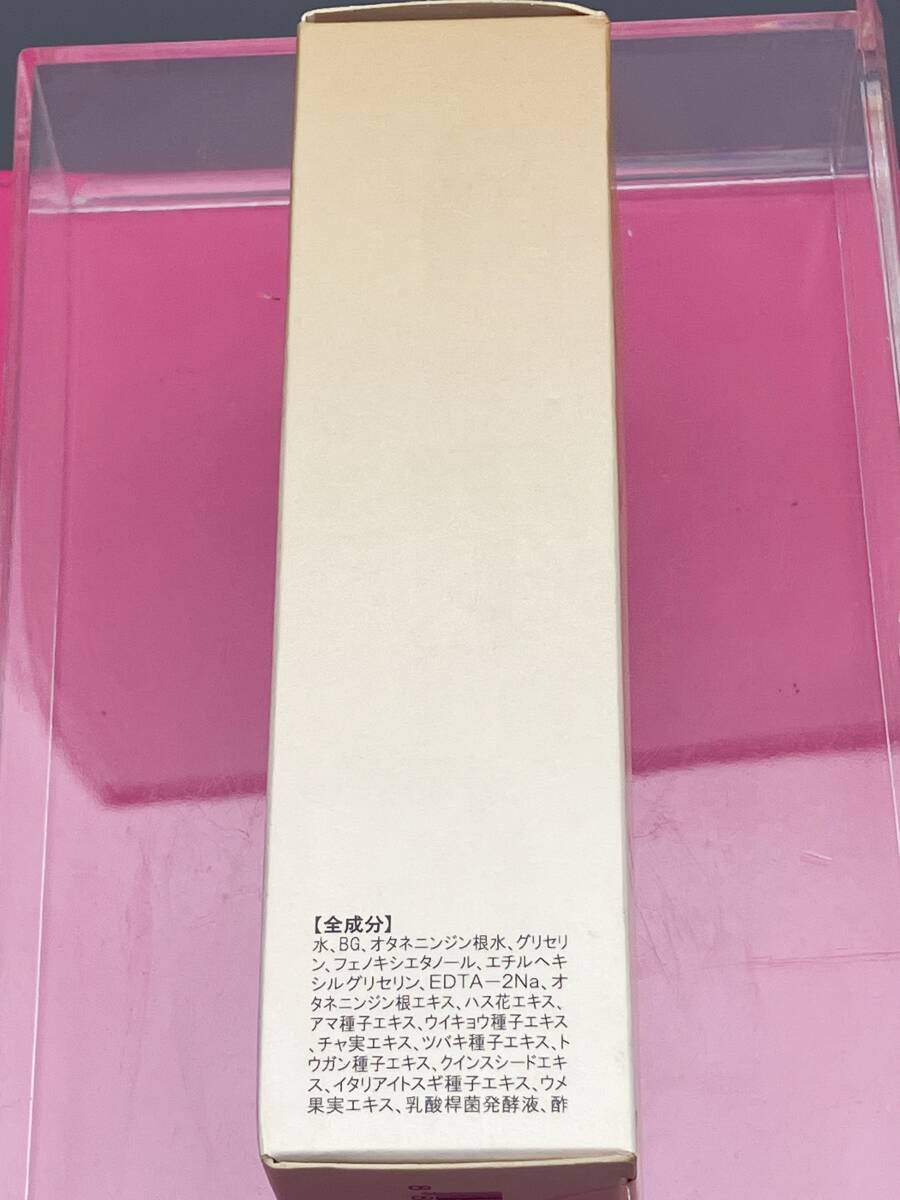 【全成分】
水、BG、オタネニンジン根水、グリセリ
ン、フェノキシエタノール、エチルヘキ
シルグリセリン、EDTA－2Na、オ
タネニンジン根エキス、ハス花エキス、
アマ種子エキス、ウイキョウ種子エキス
、チャ実エキス、ツバキ種子エキス、ト
ウガン種子エキス、クインスシードエキ
ス、イタリアイトスギ種子エキス、ウメ
果実エキス、乳酸桿菌発酵液、酢